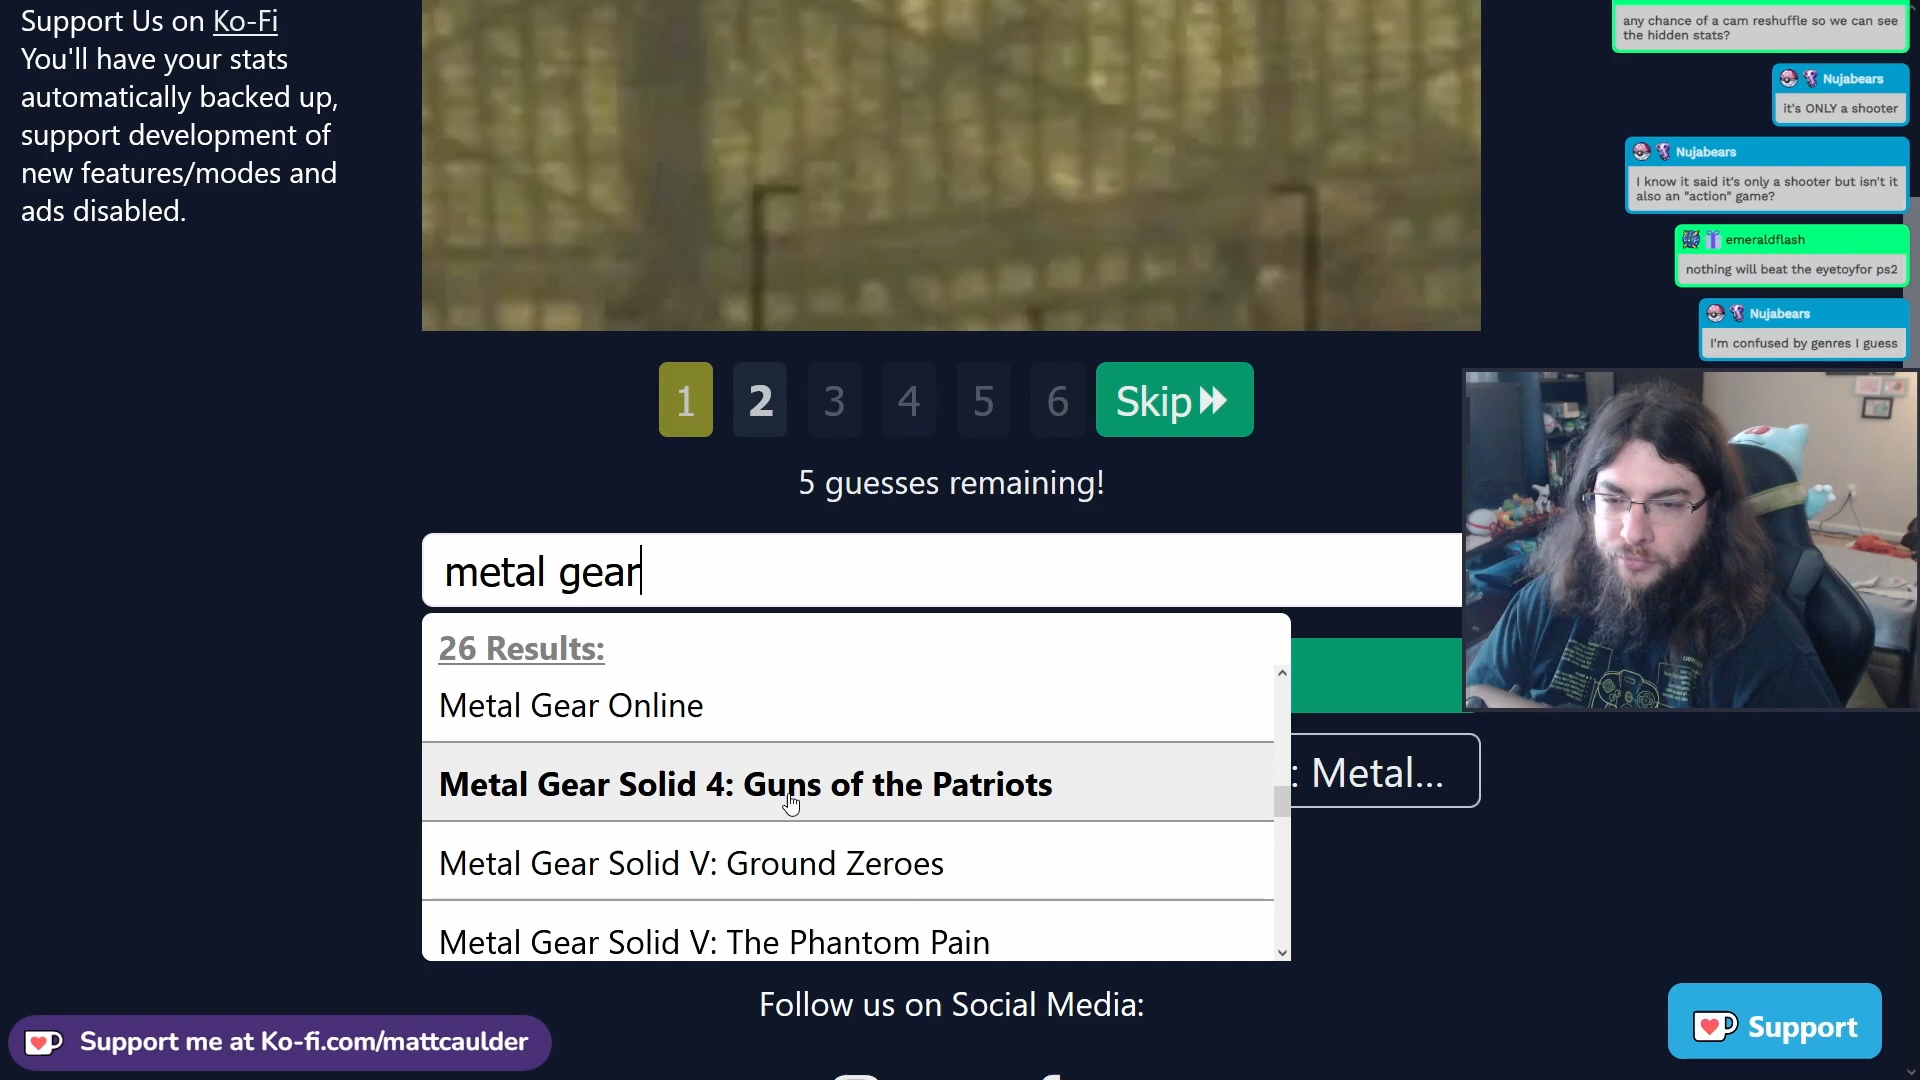 Support Us on Ko-Fi
You'll have your stats
automatically backed up,
support development of
new features/modes and
ads disabled.
1 2 3 4 5 6 Skip
5 guesses remaining!
metal gear
26 Results:
Metal Gear Online
Metal Gear Solid 4: Guns of the Patriots
Metal Gear Solid V: Ground Zeroes
Metal Gear Solid V: The Phantom Pain
: Metal...
Follow us on Social Media:
Support me at Ko-fi.com/mattcaulder
Support
any chance of a cam reshuffle so we can see
the hidden stats?
Nujabears
it's ONLY a shooter
Nujabears
I know it said it's only a shooter but isn't it
also an "action" game?
emeraldflash
nothing will beat the eyetoyfor ps2
Nujabears
I'm confused by genres I guess